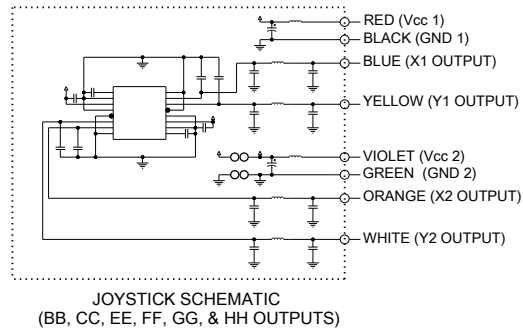 RED (Vcc 1)
BLACK (GND 1)
BLUE (X1 OUTPUT)
YELLOW (Y1 OUTPUT)
VIOLET (Vcc 2)
GREEN (GND 2)
ORANGE (X2 OUTPUT)
WHITE (Y2 OUTPUT)
JOYSTICK SCHEMATIC
(BB, CC, EE, FF, GG, & HH OUTPUTS)